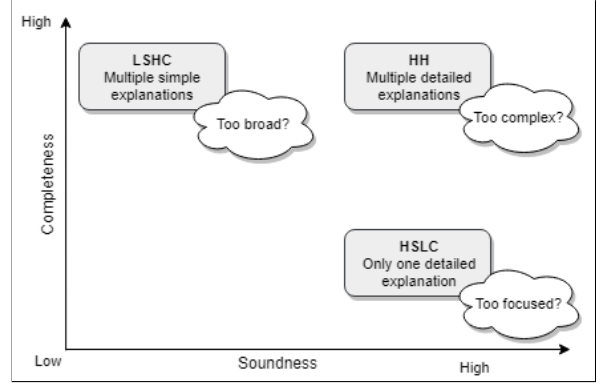 High
LSHC
Multiple simple
explanations
Too broad?
HH
Multiple detailed
explanations
Too complex?
Completeness
HSLC
Only one detailed
explanation
Too focused?
Low
Soundness
High